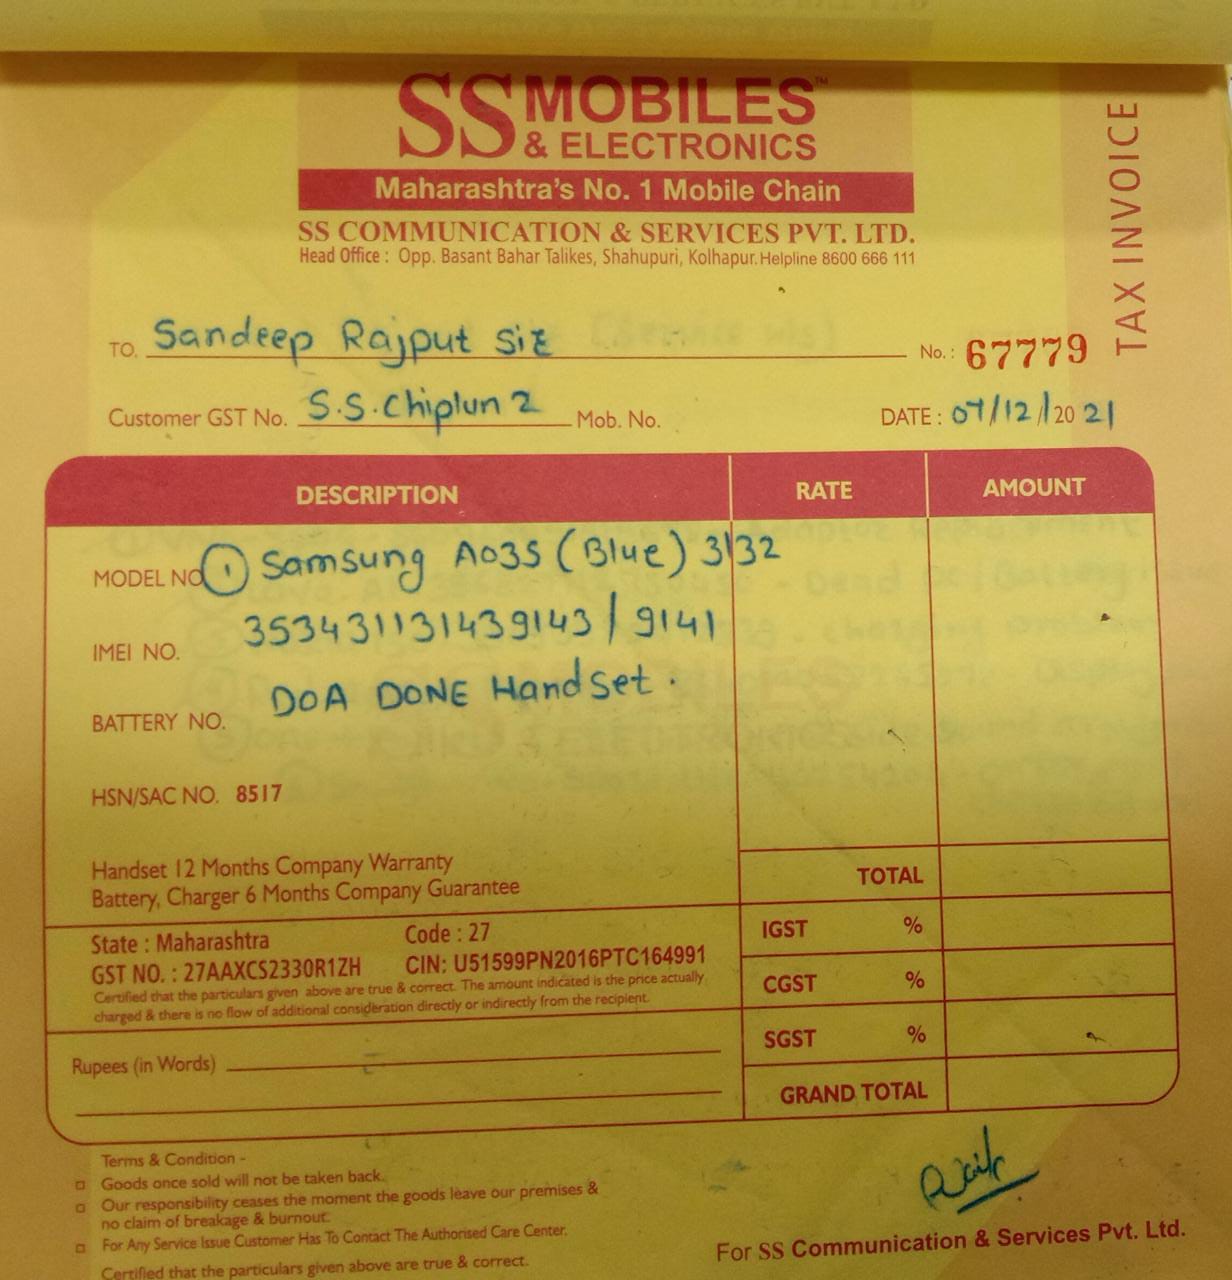 SS MOBILES™
& ELECTRONICS
Maharashtra's No. 1 Mobile Chain
SS COMMUNICATION & SERVICES PVT. LTD.
Head Office : Opp. Basant Bahar Talikes, Shahupuri, Kolhapur. Helpline 8600 666 111
TAX INVOICE
TO. Sandeep Rajput Sir No. : 67779
Customer GST No. S.S. Chiplun 2 Mob. No. DATE : 07/12/2021
DESCRIPTION RATE AMOUNT
MODEL NO ① Samsung A03S (Blue) 3132
IMEI NO. 353431131439143 / 9141
BATTERY NO. DOA DONE Handset.
HSN/SAC NO. 8517
Handset 12 Months Company Warranty
Battery, Charger 6 Months Company Guarantee
TOTAL
State : Maharashtra Code : 27
GST NO. : 27AAXCS2330R1ZH CIN: U51599PN2016PTC164991
Certified that the particulars given above are true & correct. The amount indicated is the price actually
charged & there is no flow of additional consideration directly or indirectly from the recipient.
IGST %
CGST %
SGST %
Rupees (in Words)
GRAND TOTAL
Terms & Condition -
Goods once sold will not be taken back.
Our responsibility ceases the moment the goods leave our premises &
no claim of breakage & burnout.
For Any Service Issue Customer Has To Contact The Authorised Care Center.
Certified that the particulars given above are true & correct.
For SS Communication & Services Pvt. Ltd.